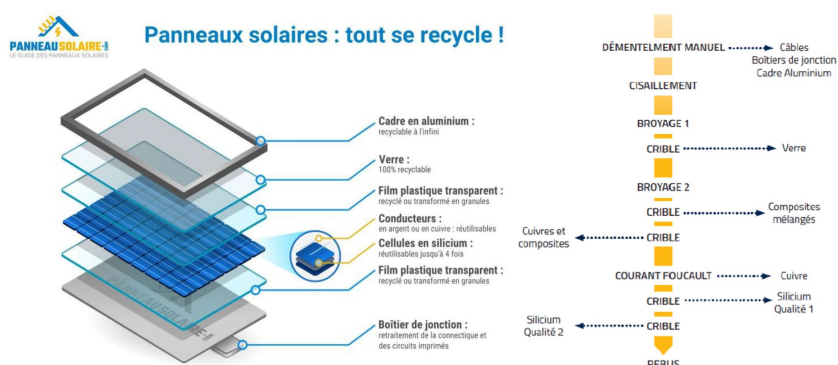 PANNEAUSOLAIRE.com
LE GUIDE DES PANNEAUX SOLAIRES
Panneaux solaires : tout se recycle !
Cadre en aluminium :
recyclable à l'infini
Verre :
100% recyclable
Film plastique transparent :
recyclé ou transformé en granules
Conducteurs :
en argent ou en cuivre : réutilisables
Cellules en silicium :
réutilisables jusqu'à 4 fois
Film plastique transparent :
recyclé ou transformé en granules
Boîtier de jonction :
retraitement de la connectique et
des circuits imprimés
PANNEAUSOLAIRE
DÉMENTELMENT MANUEL
Câbles
Boîtiers de jonction
Cadre Aluminium
CISAILLEMENT
BROYAGE 1
CRIBLE
Verre
BROYAGE 2
CRIBLE
Composites
mélangés
Cuivres et
composites
CRIBLE
COURANT FOUCAULT
Cuivre
CRIBLE
Silicium
Qualité 1
Silicium
Qualité 2
CRIBLE
REBUS